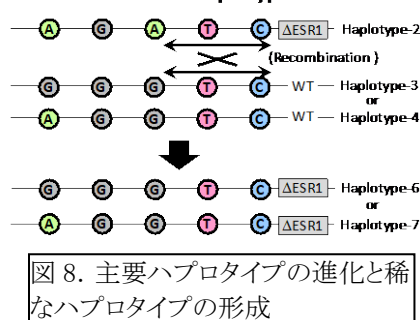 A G A T C ΔESR1 Haplotype-2
(Recombination)
G G G T C WT Haplotype-3
or
A G G T C WT Haplotype-4
G G G T C ΔESR1 Haplotype-6
or
A G G T C ΔESR1 Haplotype-7
図 8. 主要ハプロタイプの進化と稀
なハプロタイプの形成